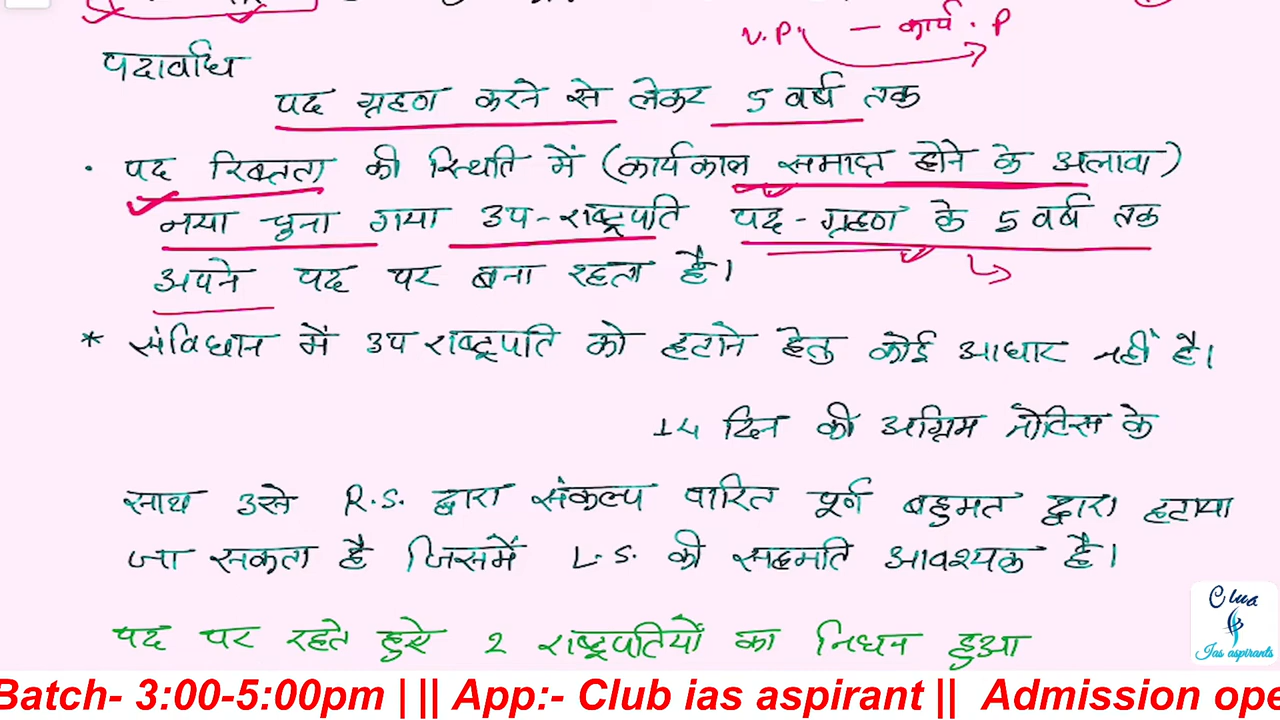 V.P. — कार्य. P
पदावधि
पद ग्रहण करने से लेकर 5 वर्ष तक
• पद रिक्तता की स्थिति में (कार्यकाल समाप्त होने के अलावा)
नया चुना गया उप-राष्ट्रपति पद-ग्रहण के 5 वर्ष तक
अपने पद पर बना रहता है।
* संविधान में उप राष्ट्रपति को हटाने हेतु कोई आधार नहीं है।
14 दिन की अग्रिम नोटिस के
साथ उसे R.S. द्वारा संकल्प पारित पूर्ण बहुमत द्वारा हटाया
जा सकता है जिसमें L.S. की सहमति आवश्यक है।
पद पर रहते हुए 2 राष्ट्रपतियों का निधन हुआ
Club
Ias aspirants
Batch- 3:00-5:00pm | || App:- Club ias aspirant || Admission ope